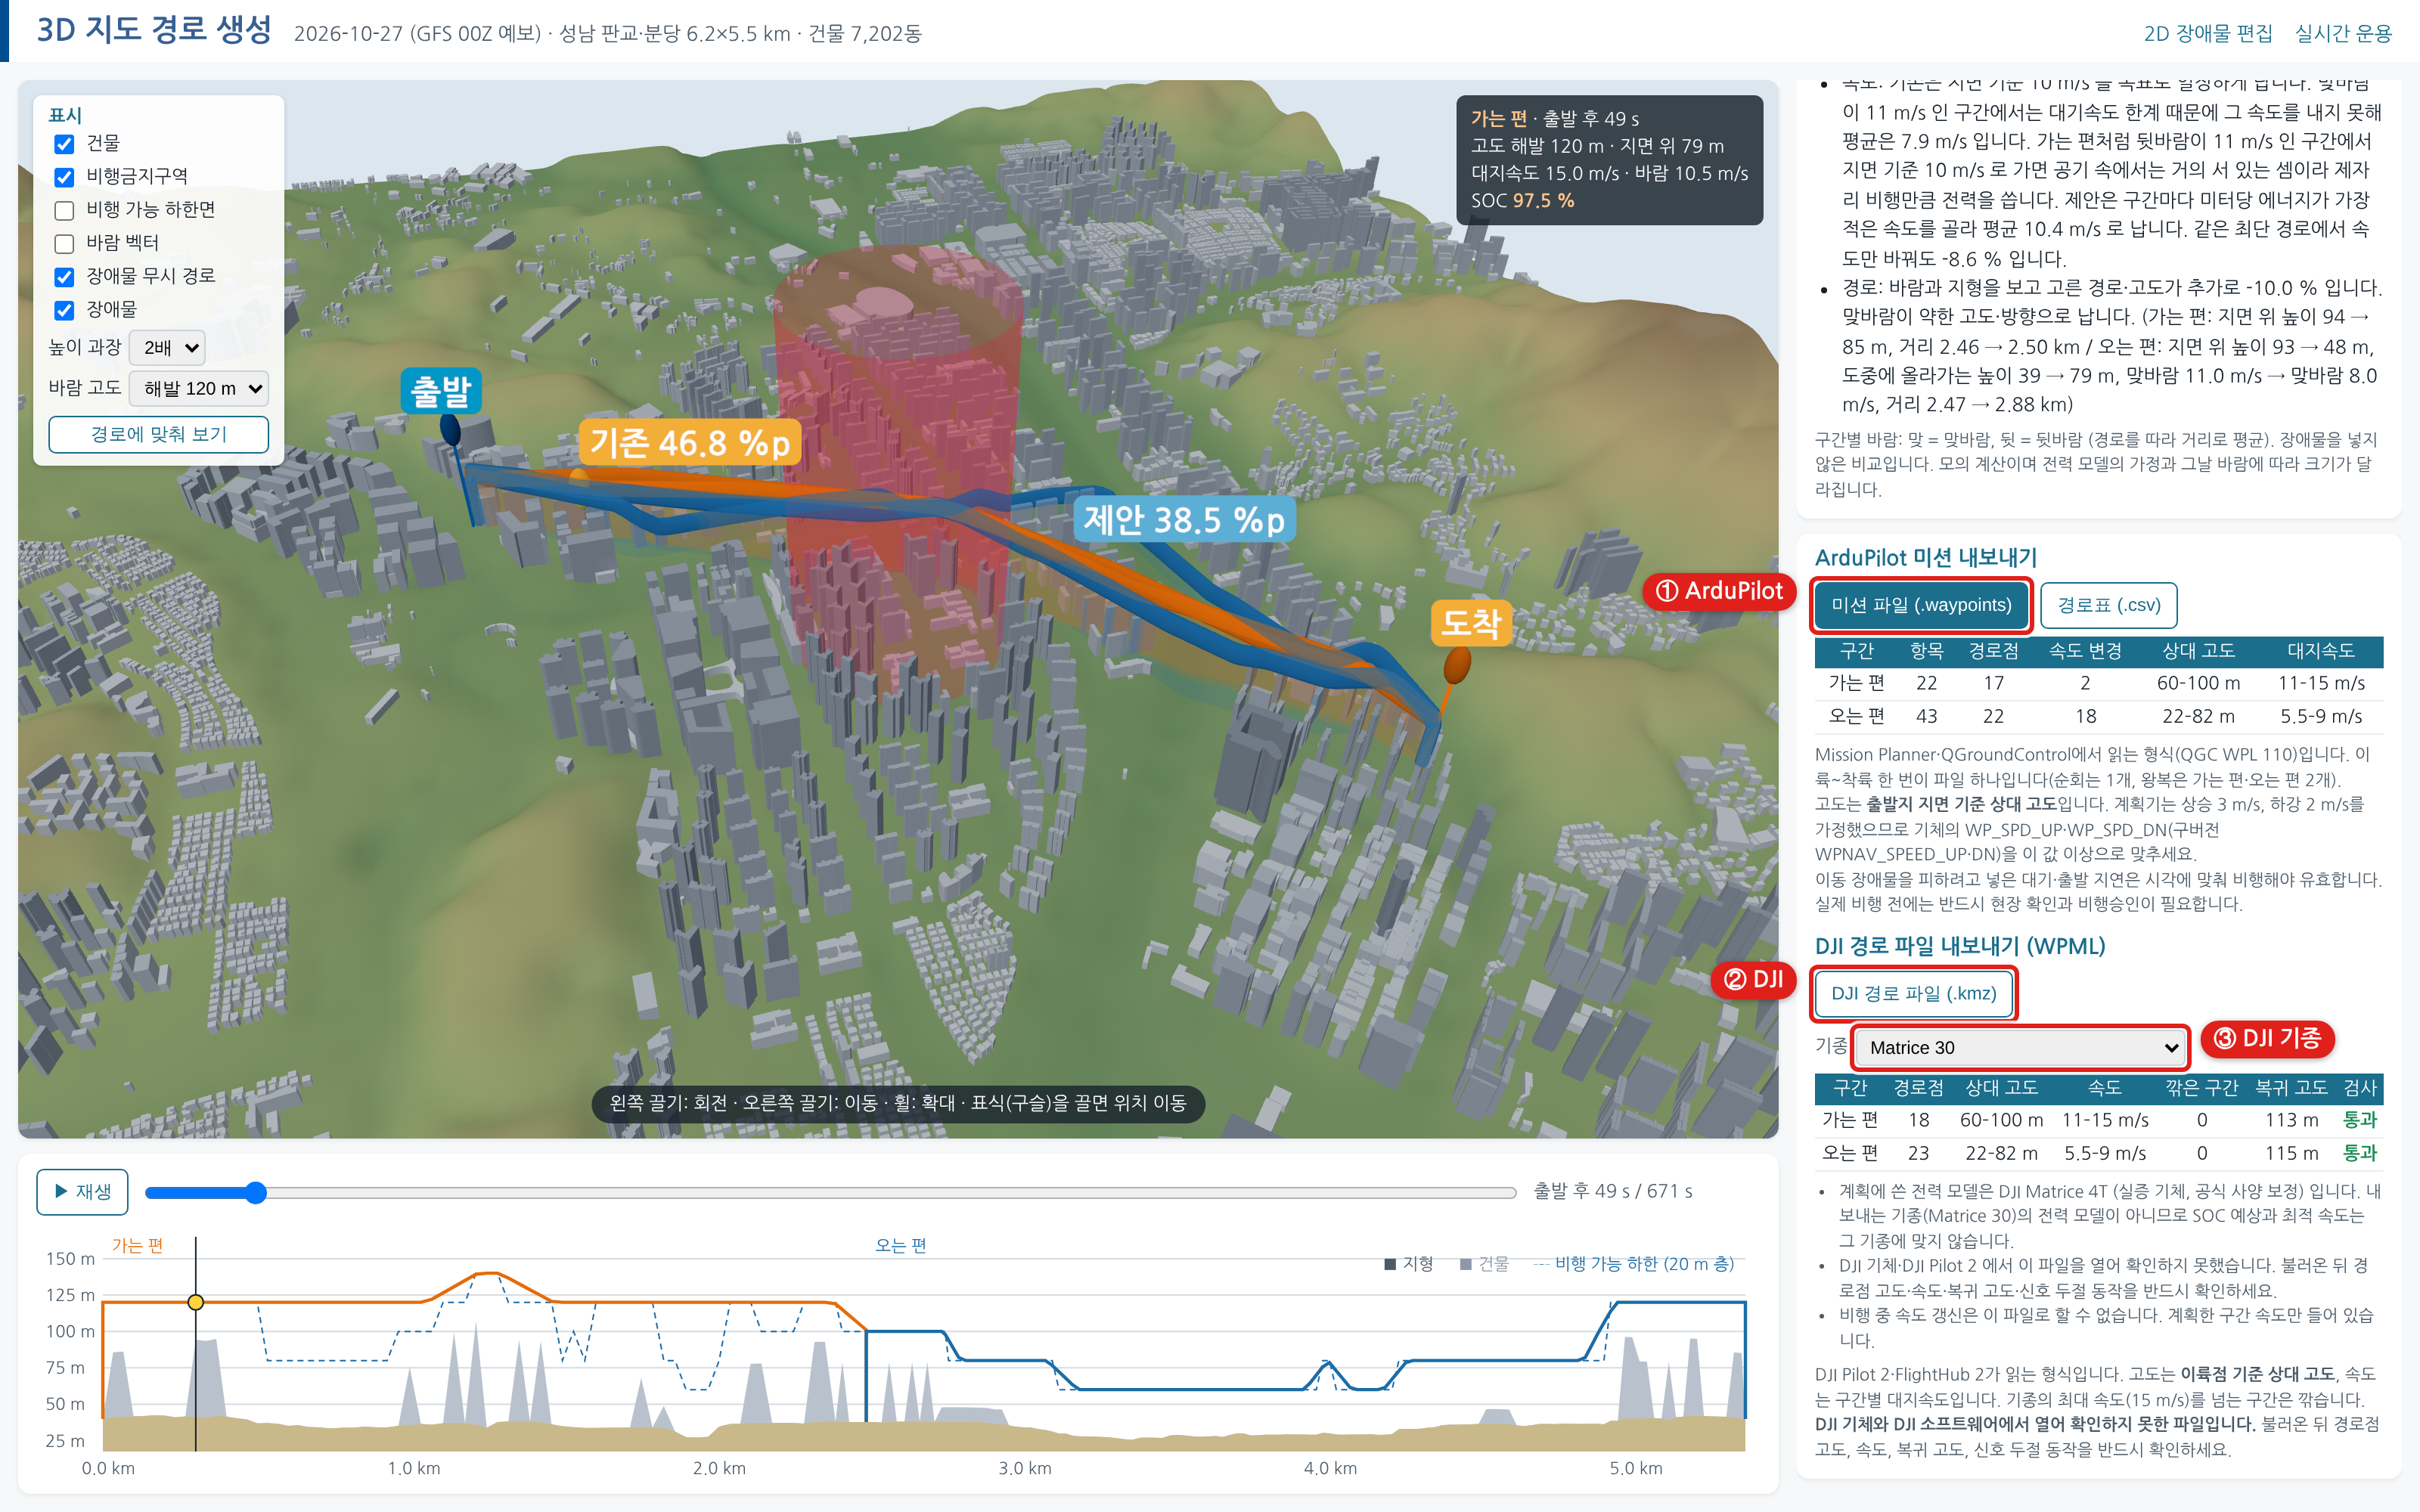 3D 지도 경로 생성 2026-10-27 (GFS 00Z 예보) · 성남 판교·분당 6.2×5.5 km · 건물 7,202동
2D 장애물 편집 실시간 운용
표시
건물
비행금지구역
비행 가능 하한면
바람 벡터
장애물 무시 경로
장애물
높이 과장 2배
바람 고도 해발 120 m
경로에 맞춰 보기
가는 편 · 출발 후 49 s
고도 해발 120 m · 지면 위 79 m
대지속도 15.0 m/s · 바람 10.5 m/s
SOC 97.5 %
출발
기존 46.8 %p
제안 38.5 %p
도착
왼쪽 끌기: 회전 · 오른쪽 끌기: 이동 · 휠: 확대 · 표식(구슬)을 끌면 위치 이동
▶ 재생
출발 후 49 s / 671 s
가는 편
오는 편
지형 건물 비행 가능 하한 (20 m 층)
150 m
125 m
100 m
75 m
50 m
25 m
0.0 km 1.0 km 2.0 km 3.0 km 4.0 km 5.0 km
속도: 기존은 지면 기준 10 m/s 를 목표로 일정하게 갑니다. 맞바람
이 11 m/s 인 구간에서는 대기속도 한계 때문에 그 속도를 내지 못해
평균은 7.9 m/s 입니다. 가는 편처럼 뒷바람이 11 m/s 인 구간에서
지면 기준 10 m/s 로 가면 공기 속에서는 거의 서 있는 셈이라 제자
리 비행만큼 전력을 씁니다. 제안은 구간마다 미터당 에너지가 가장
적은 속도를 골라 평균 10.4 m/s 로 납니다. 같은 최단 경로에서 속
도만 바꿔도 -8.6 % 입니다.
경로: 바람과 지형을 보고 고른 경로·고도가 추가로 -10.0 % 입니다.
맞바람이 약한 고도·방향으로 납니다. (가는 편: 지면 위 높이 94 →
85 m, 거리 2.46 → 2.50 km / 오는 편: 지면 위 높이 93 → 48 m,
도중에 올라가는 높이 39 → 79 m, 맞바람 11.0 m/s → 맞바람 8.0
m/s, 거리 2.47 → 2.88 km)
구간별 바람: 맞 = 맞바람, 뒷 = 뒷바람 (경로를 따라 거리로 평균). 장애물을 넣지
않은 비교입니다. 모의 계산이며 전력 모델의 가정과 그날 바람에 따라 크기가 달
라집니다.
ArduPilot 미션 내보내기
① ArduPilot
미션 파일 (.waypoints) 경로표 (.csv)
구간 항목 경로점 속도 변경 상대 고도 대지속도
가는 편 22 17 2 60-100 m 11-15 m/s
오는 편 43 22 18 22-82 m 5.5-9 m/s
Mission Planner·QGroundControl에서 읽는 형식(QGC WPL 110)입니다. 이
륙~착륙 한 번이 파일 하나입니다(순회는 1개, 왕복은 가는 편·오는 편 2개).
고도는 출발지 지면 기준 상대 고도입니다. 계획기는 상승 3 m/s, 하강 2 m/s를
가정했으므로 기체의 WP_SPD_UP·WP_SPD_DN(구버전
WPNAV_SPEED_UP·DN)을 이 값 이상으로 맞추세요.
이동 장애물을 피하려고 넣은 대기·출발 지연은 시각에 맞춰 비행해야 유효합니다.
실제 비행 전에는 반드시 현장 확인과 비행승인이 필요합니다.
DJI 경로 파일 내보내기 (WPML)
② DJI
DJI 경로 파일 (.kmz)
기종 Matrice 30
③ DJI 기종
구간 경로점 상대 고도 속도 깎은 구간 복귀 고도 검사
가는 편 18 60-100 m 11-15 m/s 0 113 m 통과
오는 편 23 22-82 m 5.5-9 m/s 0 115 m 통과
계획에 쓴 전력 모델은 DJI Matrice 4T (실증 기체, 공식 사양 보정) 입니다. 내
보내는 기종(Matrice 30)의 전력 모델이 아니므로 SOC 예상과 최적 속도는
그 기종에 맞지 않습니다.
DJI 기체·DJI Pilot 2 에서 이 파일을 열어 확인하지 못했습니다. 불러온 뒤 경
로점 고도·속도·복귀 고도·신호 두절 동작을 반드시 확인하세요.
비행 중 속도 갱신은 이 파일로 할 수 없습니다. 계획한 구간 속도만 들어 있습
니다.
DJI Pilot 2·FlightHub 2가 읽는 형식입니다. 고도는 이륙점 기준 상대 고도, 속도
는 구간별 대지속도입니다. 기종의 최대 속도(15 m/s)를 넘는 구간은 깎습니다.
DJI 기체와 DJI 소프트웨어에서 열어 확인하지 못한 파일입니다. 불러온 뒤 경로점
고도, 속도, 복귀 고도, 신호 두절 동작을 반드시 확인하세요.